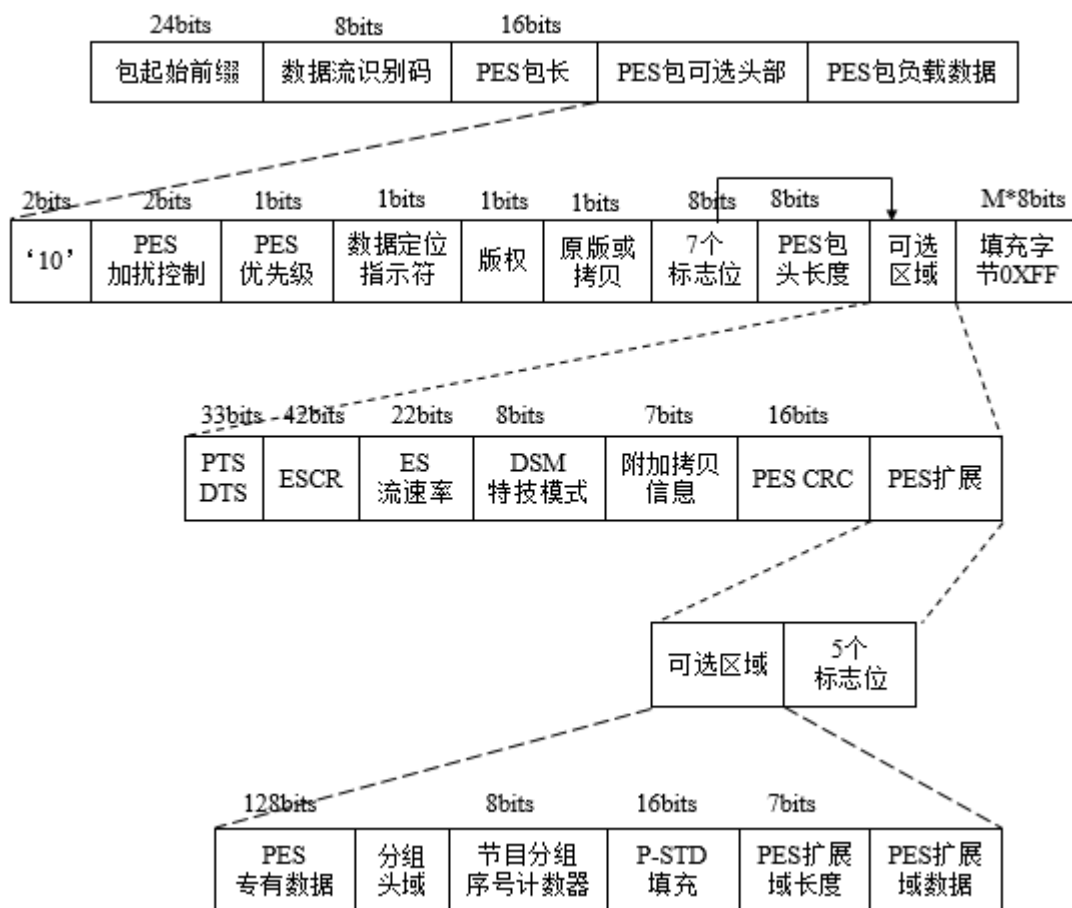 24bits 8bits 16bits
包起始前缀 数据流识别码 PES包长 PES包可选头部 PES包负载数据
2bits 2bits 1bits 1bits 1bits 1bits 8bits 8bits M*8bits
‘10’ PES 加扰控制 PES 优先级 数据定位 指示符 版权 原版或 拷贝 7个 标志位 PES包 头长度 可选 区域 填充字 节0XFF
33bits 42bits 22bits 8bits 7bits 16bits
PTS DTS ESCR ES 流速率 DSM 特技模式 附加拷贝 信息 PES CRC PES扩展
可选区域 5个 标志位
128bits 8bits 16bits 7bits
PES 专有数据 分组 头域 节目分组 序号计数器 P-STD 填充 PES扩展 域长度 PES扩展 域数据